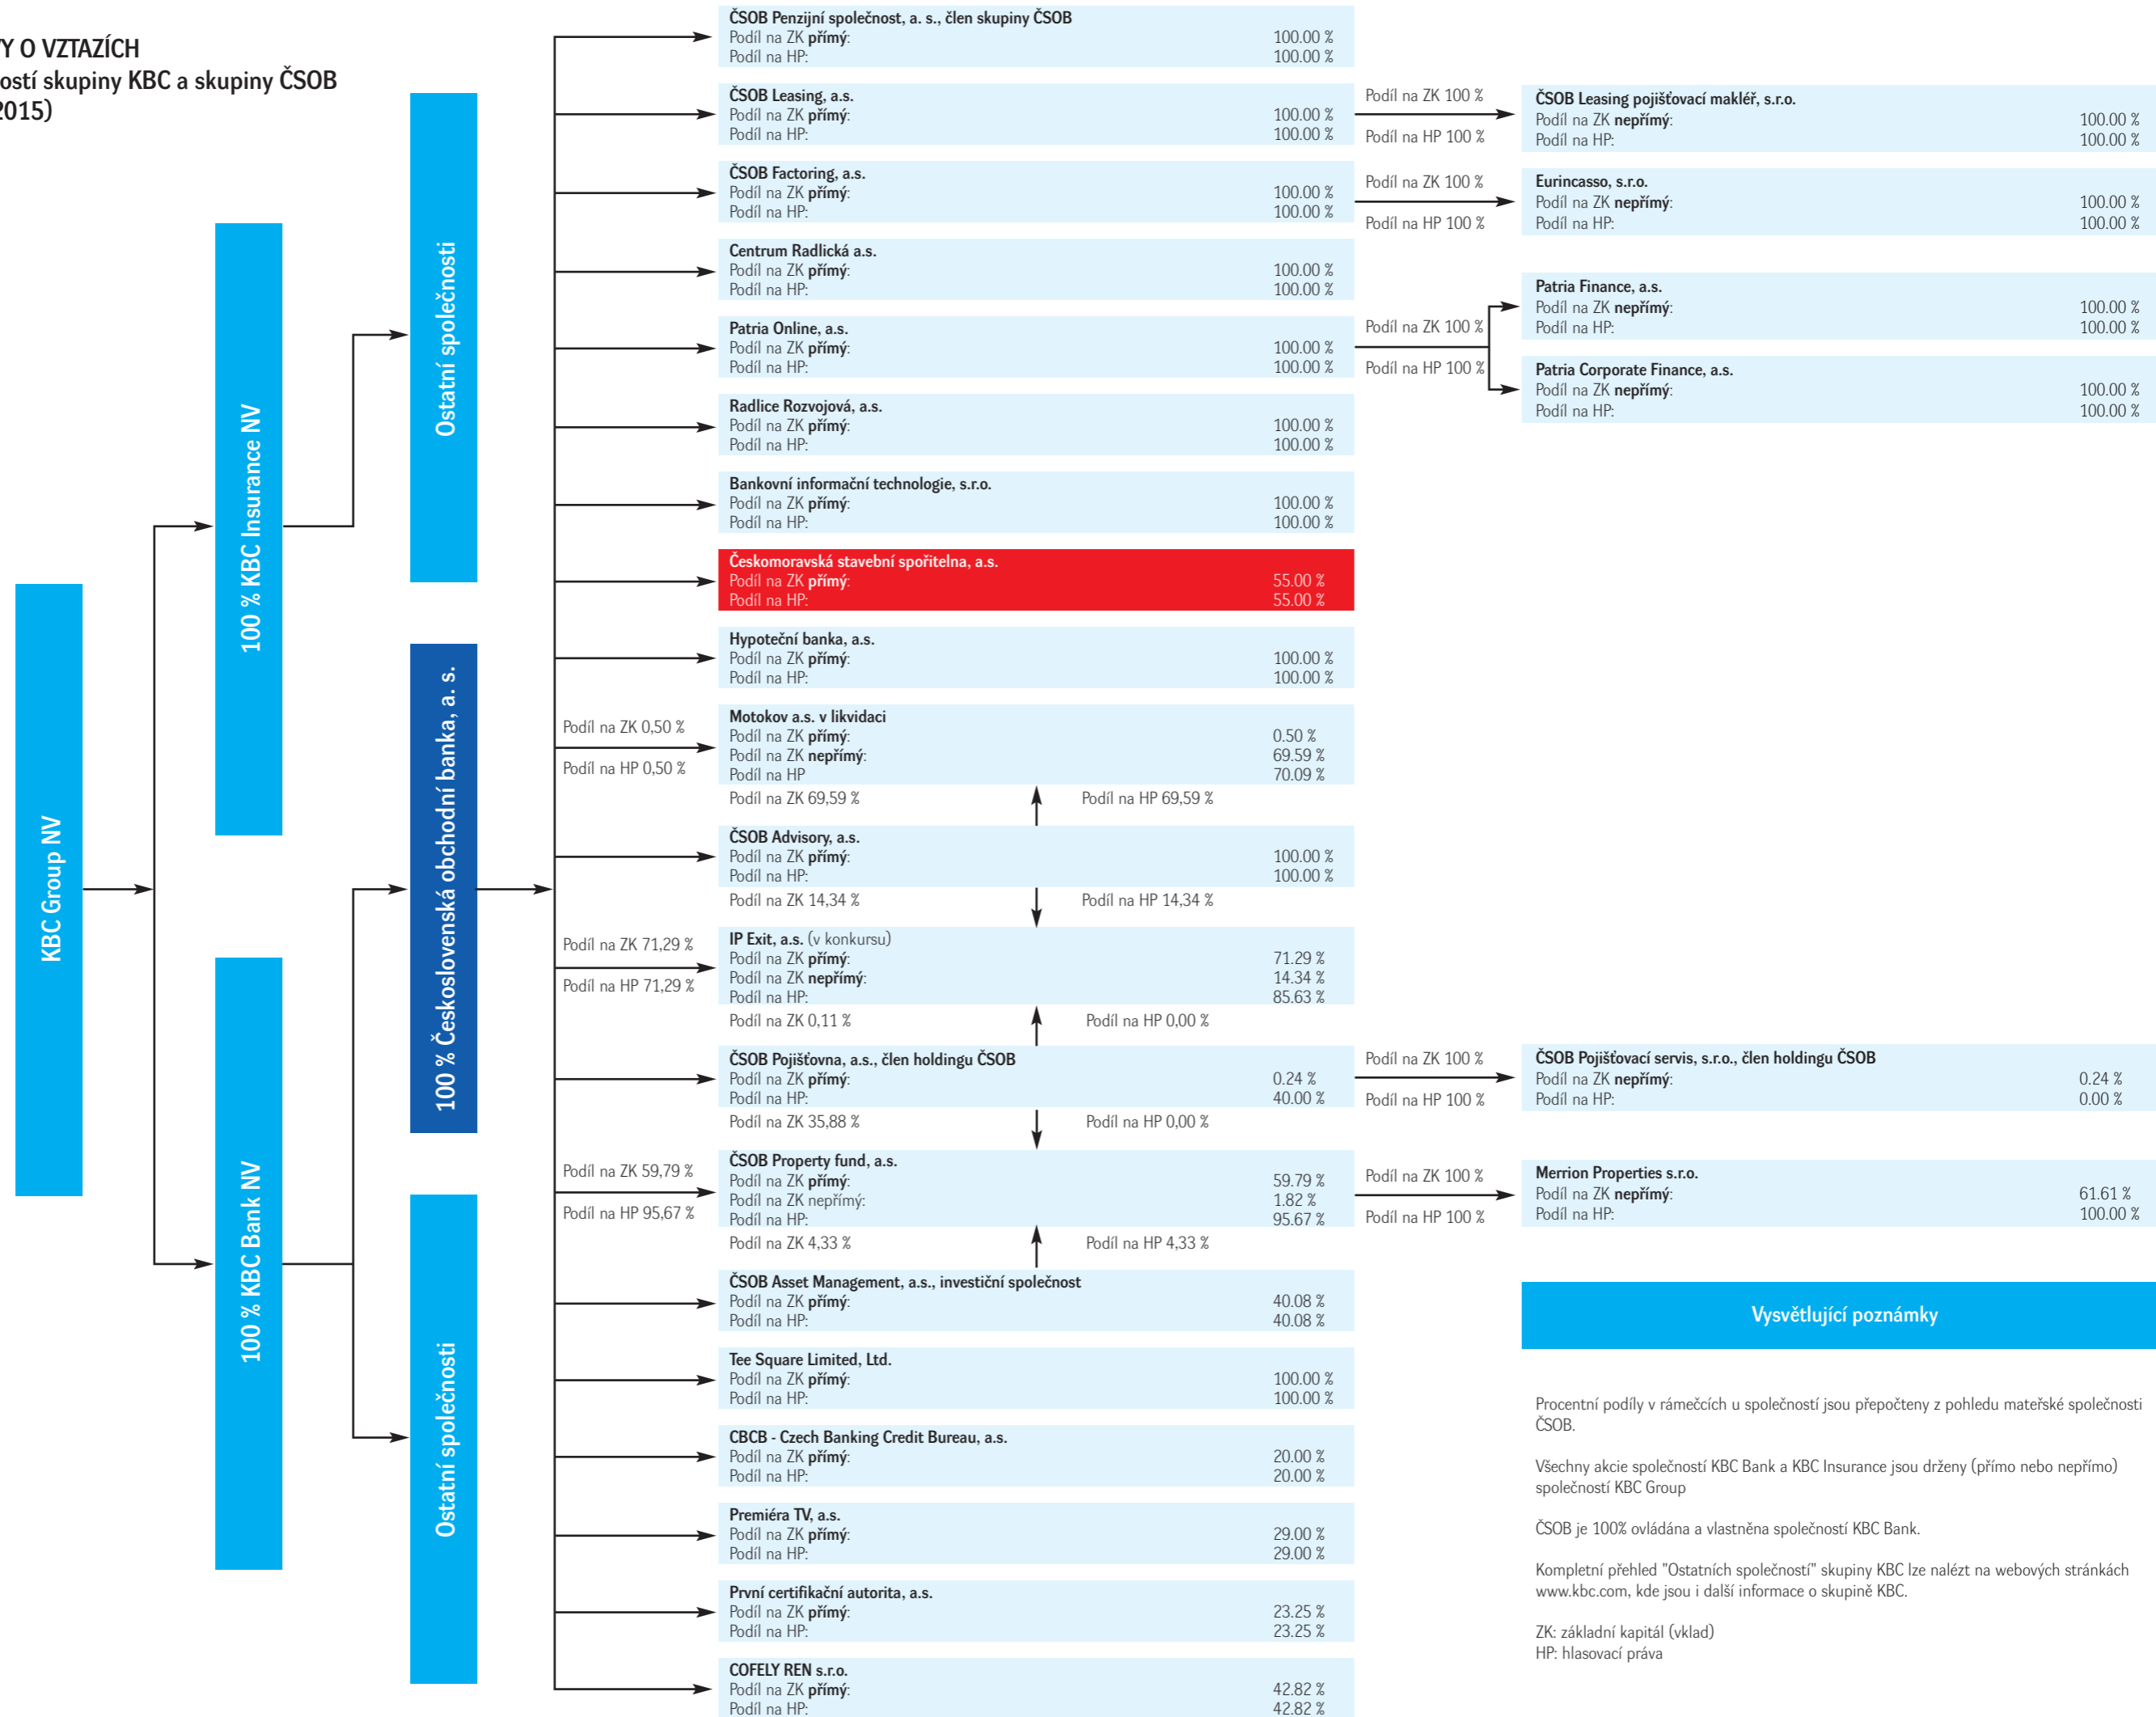 Y O VZTAZÍCH
ostí skupiny KBC a skupiny ČSOB
2015)
KBC Group NV
100 % KBC Insurance NV
100 % KBC Bank NV
Ostatní společnosti
100 % Československá obchodní banka, a. s.
Ostatní společnosti
ČSOB Penzijní společnost, a. s., člen skupiny ČSOB
Podíl na ZK přímý: 100.00 %
Podíl na HP: 100.00 %
ČSOB Leasing, a.s.
Podíl na ZK přímý: 100.00 %
Podíl na HP: 100.00 %
Podíl na ZK 100 %
Podíl na HP 100 %
ČSOB Leasing pojišťovací makléř, s.r.o.
Podíl na ZK nepřímý: 100.00 %
Podíl na HP: 100.00 %
ČSOB Factoring, a.s.
Podíl na ZK přímý: 100.00 %
Podíl na HP: 100.00 %
Podíl na ZK 100 %
Podíl na HP 100 %
Eurincasso, s.r.o.
Podíl na ZK nepřímý: 100.00 %
Podíl na HP: 100.00 %
Centrum Radlická a.s.
Podíl na ZK přímý: 100.00 %
Podíl na HP: 100.00 %
Patria Online, a.s.
Podíl na ZK přímý: 100.00 %
Podíl na HP: 100.00 %
Podíl na ZK 100 %
Podíl na HP 100 %
Patria Finance, a.s.
Podíl na ZK nepřímý: 100.00 %
Podíl na HP: 100.00 %
Patria Corporate Finance, a.s.
Podíl na ZK nepřímý: 100.00 %
Podíl na HP: 100.00 %
Radlice Rozvojová, a.s.
Podíl na ZK přímý: 100.00 %
Podíl na HP: 100.00 %
Bankovní informační technologie, s.r.o.
Podíl na ZK přímý: 100.00 %
Podíl na HP: 100.00 %
Českomoravská stavební spořitelna, a.s.
Podíl na ZK přímý: 55.00 %
Podíl na HP: 55.00 %
Hypoteční banka, a.s.
Podíl na ZK přímý: 100.00 %
Podíl na HP: 100.00 %
Podíl na ZK 0,50 %
Podíl na HP 0,50 %
Motokov a.s. v likvidaci
Podíl na ZK přímý: 0.50 %
Podíl na ZK nepřímý: 69.59 %
Podíl na HP 70.09 %
Podíl na ZK 69,59 % Podíl na HP 69,59 %
ČSOB Advisory, a.s.
Podíl na ZK přímý: 100.00 %
Podíl na HP: 100.00 %
Podíl na ZK 14,34 % Podíl na HP 14,34 %
Podíl na ZK 71,29 %
Podíl na HP 71,29 %
IP Exit, a.s. (v konkursu)
Podíl na ZK přímý: 71.29 %
Podíl na ZK nepřímý: 14.34 %
Podíl na HP: 85.63 %
Podíl na ZK 0,11 % Podíl na HP 0,00 %
ČSOB Pojišťovna, a.s., člen holdingu ČSOB
Podíl na ZK přímý: 0.24 %
Podíl na HP: 40.00 %
Podíl na ZK 100 %
Podíl na HP 100 %
ČSOB Pojišťovací servis, s.r.o., člen holdingu ČSOB
Podíl na ZK nepřímý: 0.24 %
Podíl na HP: 0.00 %
Podíl na ZK 35,88 % Podíl na HP 0,00 %
Podíl na ZK 59,79 %
Podíl na HP 95,67 %
ČSOB Property fund, a.s.
Podíl na ZK přímý: 59.79 %
Podíl na ZK nepřímý: 1.82 %
Podíl na HP: 95.67 %
Podíl na ZK 100 %
Podíl na HP 100 %
Merrion Properties s.r.o.
Podíl na ZK nepřímý: 61.61 %
Podíl na HP: 100.00 %
Podíl na ZK 4,33 % Podíl na HP 4,33 %
ČSOB Asset Management, a.s., investiční společnost
Podíl na ZK přímý: 40.08 %
Podíl na HP: 40.08 %
Tee Square Limited, Ltd.
Podíl na ZK přímý: 100.00 %
Podíl na HP: 100.00 %
CBCB - Czech Banking Credit Bureau, a.s.
Podíl na ZK přímý: 20.00 %
Podíl na HP: 20.00 %
Premiéra TV, a.s.
Podíl na ZK přímý: 29.00 %
Podíl na HP: 29.00 %
První certifikační autorita, a.s.
Podíl na ZK přímý: 23.25 %
Podíl na HP: 23.25 %
COFELY REN s.r.o.
Podíl na ZK přímý: 42.82 %
Podíl na HP: 42.82 %
Vysvětlující poznámky
Procentní podíly v rámečcích u společností jsou přepočteny z pohledu mateřské společnosti
ČSOB.
Všechny akcie společností KBC Bank a KBC Insurance jsou drženy (přímo nebo nepřímo)
společností KBC Group
ČSOB je 100% ovládána a vlastněna společností KBC Bank.
Kompletní přehled "Ostatních společností" skupiny KBC lze nalézt na webových stránkách
www.kbc.com, kde jsou i další informace o skupině KBC.
ZK: základní kapitál (vklad)
HP: hlasovací práva